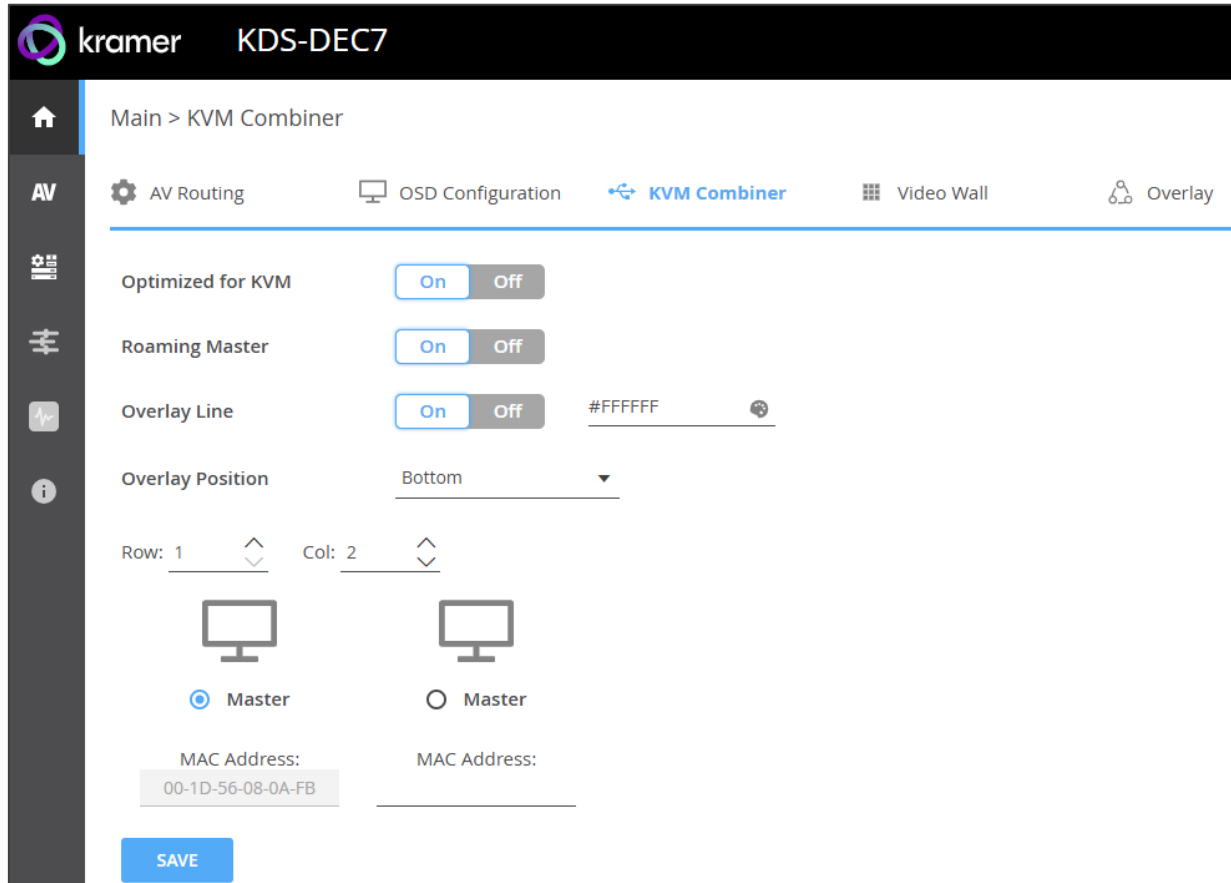 kramer KDS-DEC7
Main > KVM Combiner
AV
AV Routing OSD Configuration KVM Combiner Video Wall Overlay
Optimized for KVM On Off
Roaming Master On Off
Overlay Line On Off #FFFFFF
Overlay Position Bottom
Row: 1 Col: 2
Master Master
MAC Address: MAC Address:
00-1D-56-08-0A-FB
SAVE